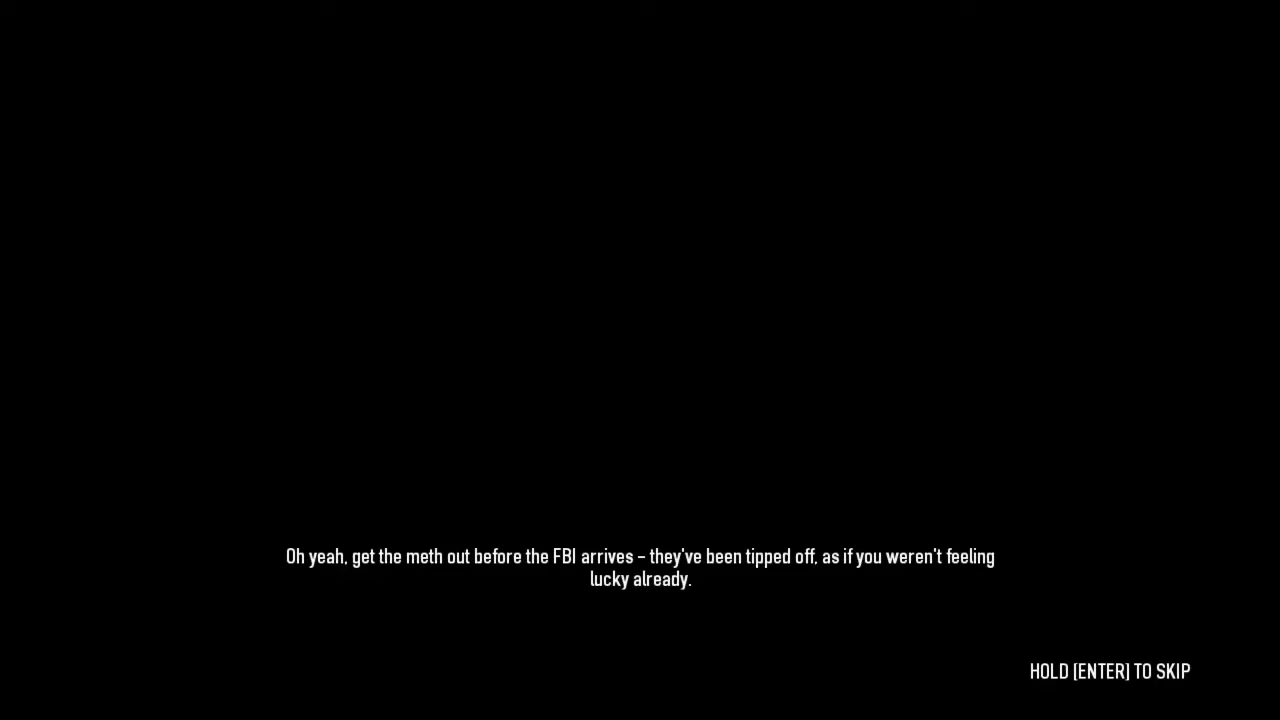 Oh yeah, get the meth out before the FBI arrives - they've been tipped off, as if you weren't feeling
lucky already.
HOLD [ENTER] TO SKIP